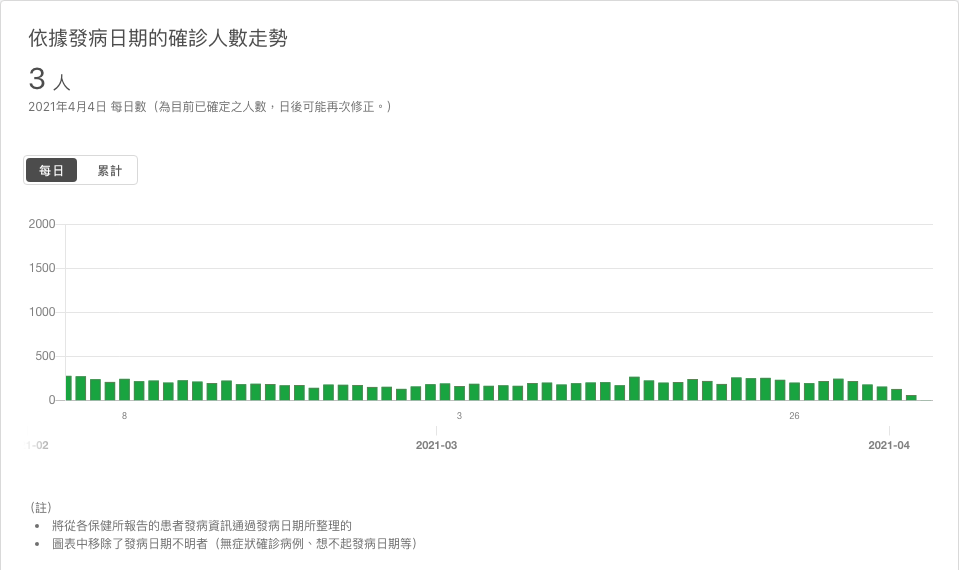 依據發病日期的確診人數走勢
3 人
2021年4月4日 每日數（為目前已確定之人數，日後可能再次修正。）
每日 累計
2000
1500
1000
500
0
8 3 26
1-02 2021-03 2021-04
（註）
• 將從各保健所報告的患者發病資訊通過發病日期所整理的
• 圖表中移除了發病日期不明者（無症狀確診病例、想不起發病日期等）